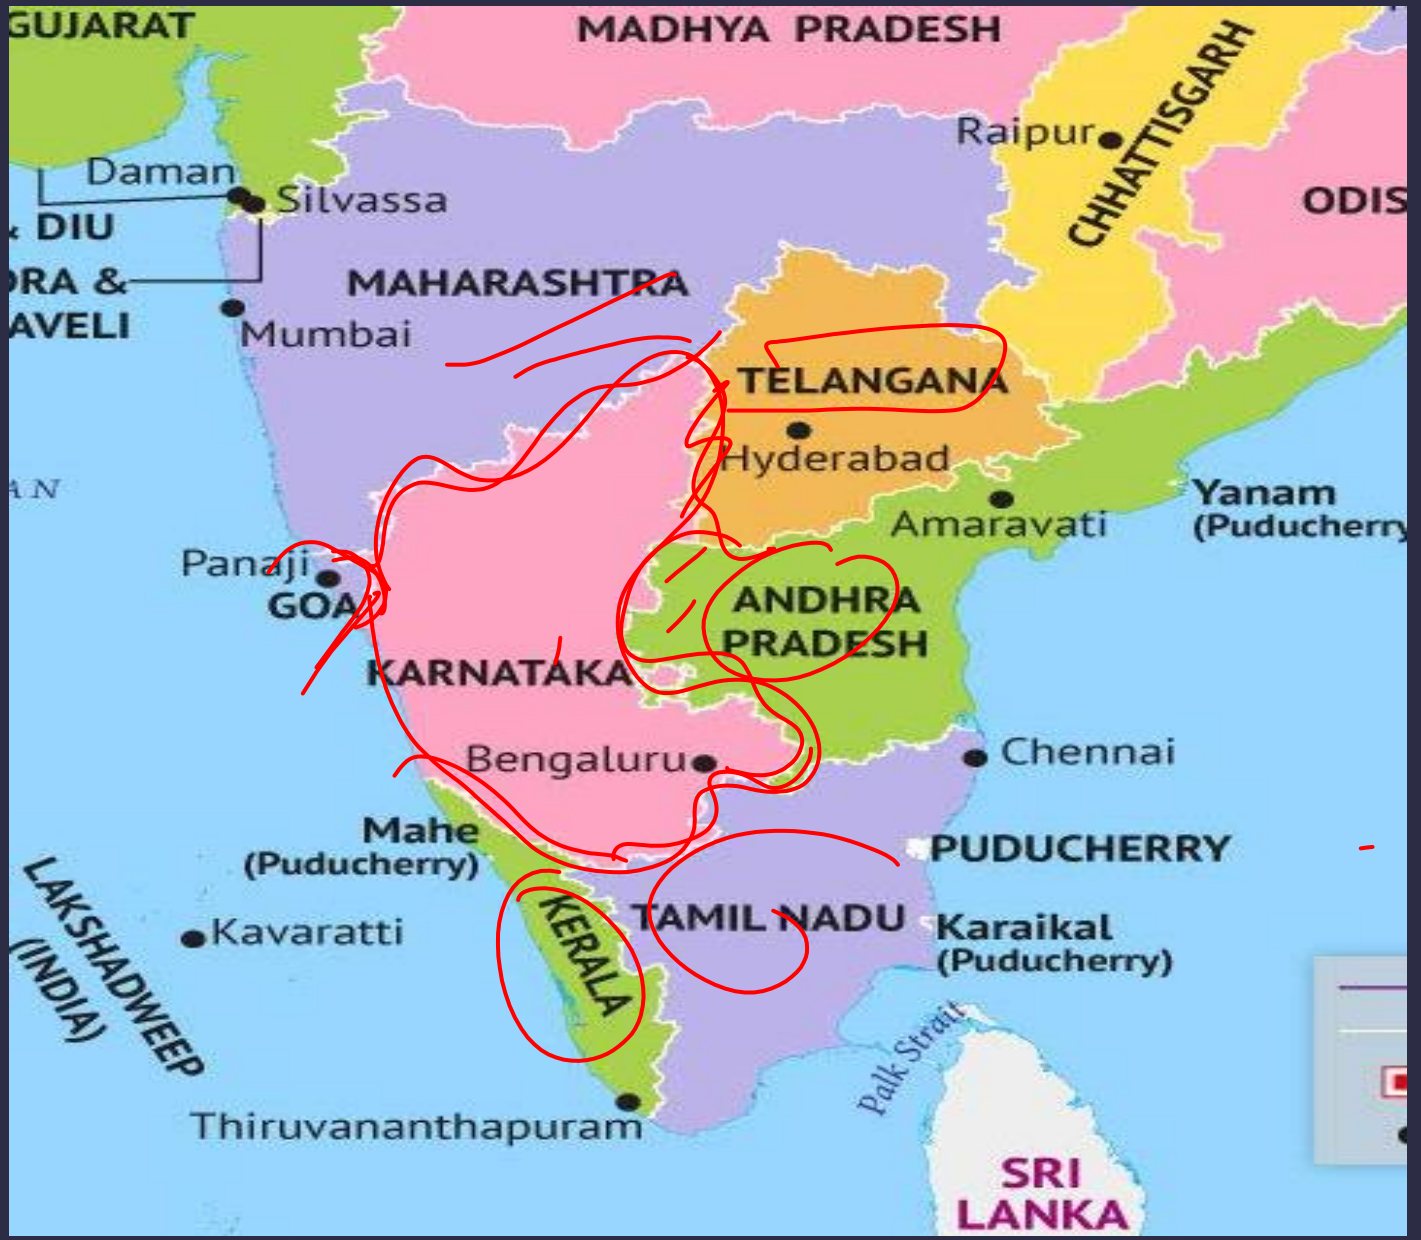 GUJARAT
MADHYA PRADESH
CHHATTISGARH
Raipur
Daman
Silvassa
ODIS
& DIU
MAHARASHTRA
RA &
AVELI
Mumbai
TELANGANA
Hyderabad
AN
Yanam
(Puducherry
Amaravati
Panaji
GOA
ANDHRA
PRADESH
KARNATAKA
Bengaluru
Chennai
Mahe
(Puducherry)
PUDUCHERRY
LAKSHADWEEP
(INDIA)
Kavaratti
KERALA
TAMIL NADU
Karaikal
(Puducherry)
Palk Strait
Thiruvananthapuram
SRI
LANKA